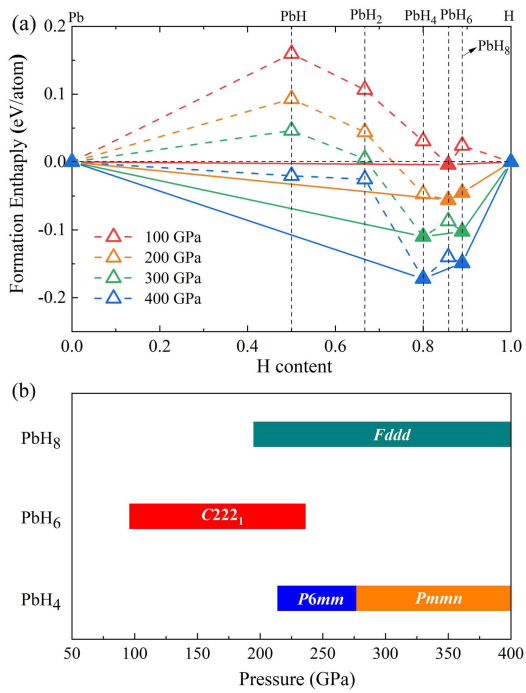 (a)
Pb PbH PbH₂ PbH₄ PbH₆ H
PbH₈
0.2
0.1
0.0
-0.1
-0.2
Formation Enthaply (eV/atom)
100 GPa
200 GPa
300 GPa
400 GPa
0.0 0.2 0.4 0.6 0.8 1.0
H content
(b)
PbH₈
Fddd
PbH₆
C222₁
PbH₄
P6mm Pmmn
50 100 150 200 250 300 350 400
Pressure (GPa)